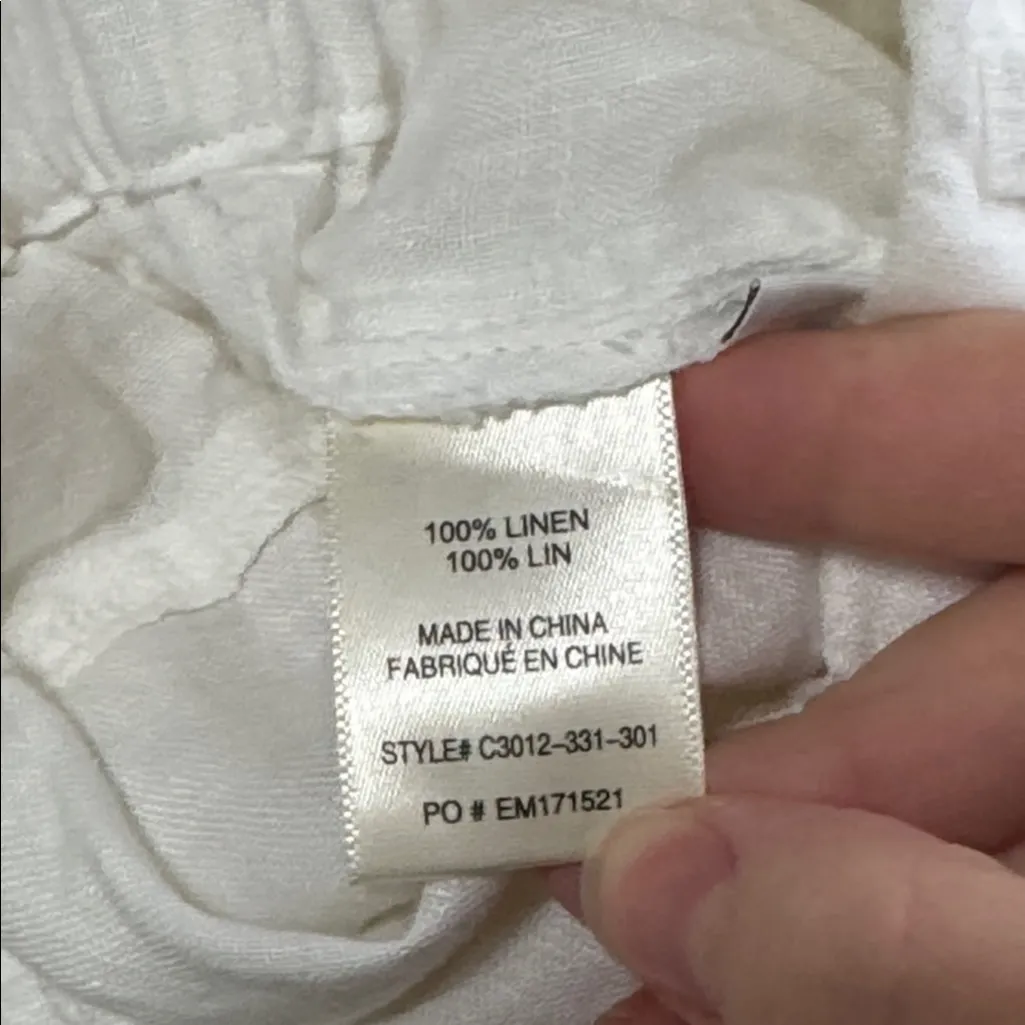 100% LINEN
100% LIN
MADE IN CHINA
FABRIQUÉ EN CHINE
STYLE# C3012-331-301
PO # EM171521